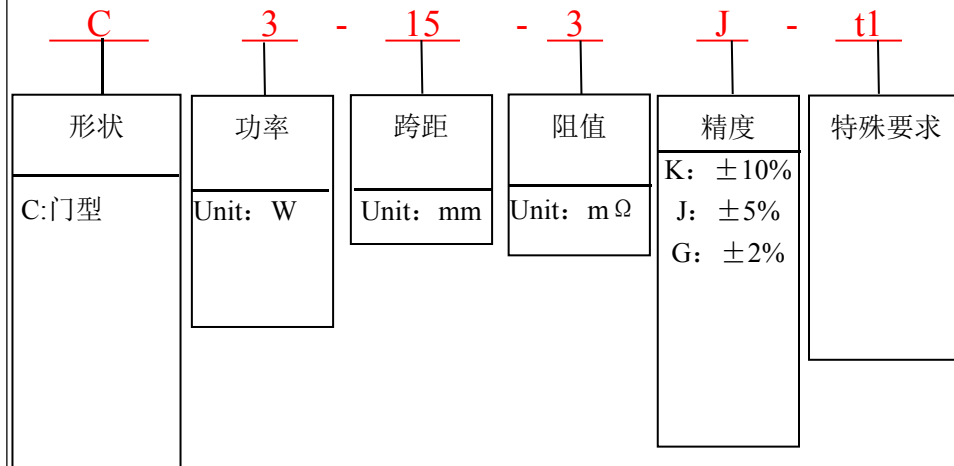 C 3 - 15 - 3 J - t1
形状 功率 跨距 阻值 精度 特殊要求
C:门型 Unit：W Unit：mm Unit：mΩ K：±10%
J：±5%
G：±2%